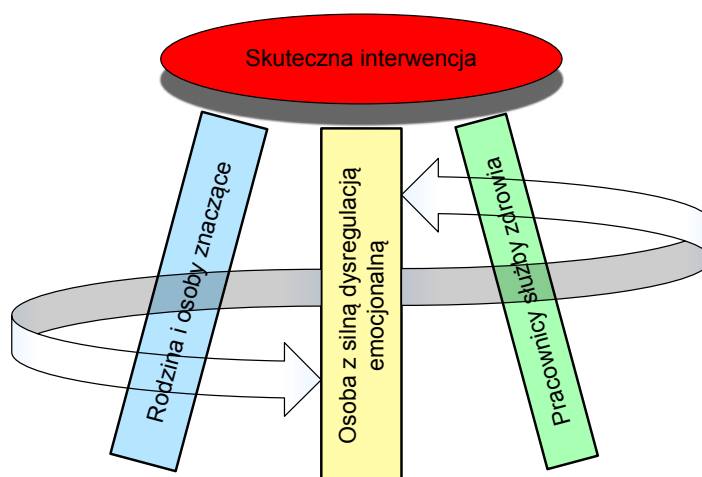 Skuteczna interwencja
Rodzina i osoby znaczące
Osoba z silną dysregulacją
emocjonalną
Pracownicy służby zdrowia